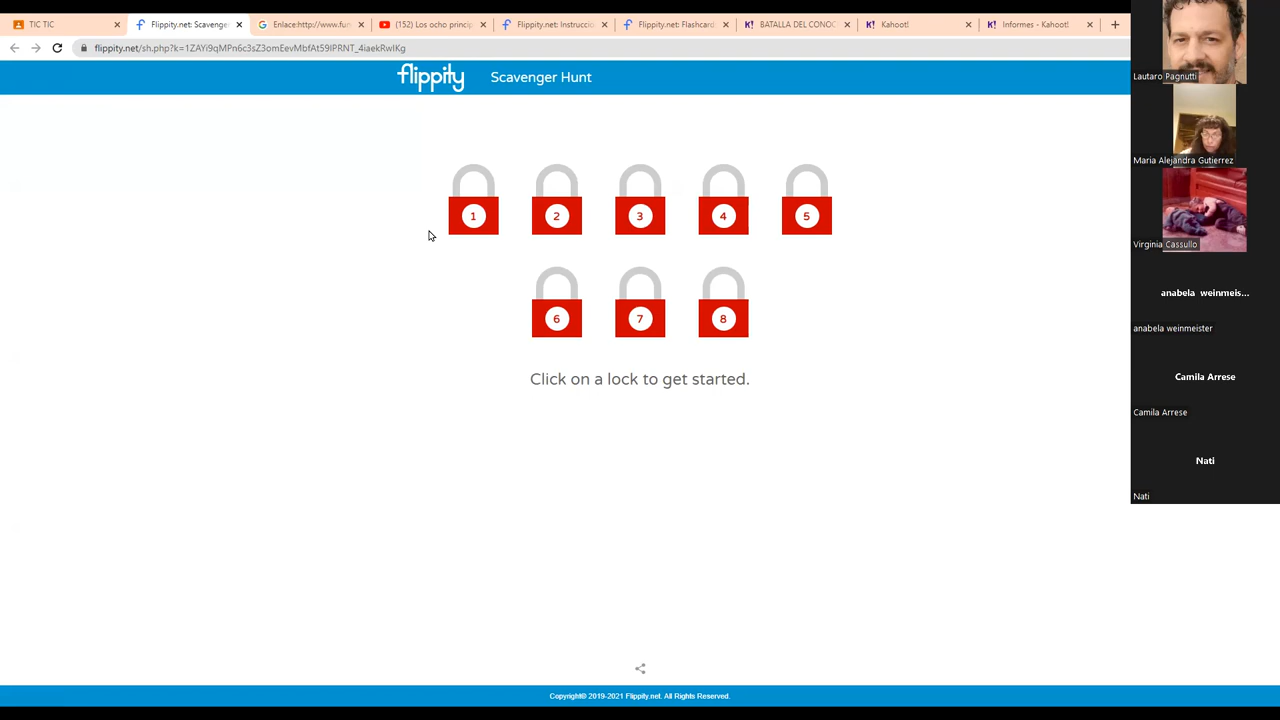 TIC TIC
Flippity.net: Scavenge
Enlace:http://www.fun
(152) Los ocho princip
Flippity.net: Instruccio
Flippity.net: Flashcard
K! BATALLA DEL CONOC
K! Kahoot!
K! Informes - Kahoot!
flippity.net/sh.php?k=1ZAYi9qMPn6c3sZ3omEevMbfAt59IPRNT_4iaekRwIKg
flippity Scavenger Hunt
1 2 3 4 5
6 7 8
Click on a lock to get started.
Copyright© 2019-2021 Flippity.net. All Rights Reserved.
Lautaro Pagnutti
Maria Alejandra Gutierrez
Virginia Cassullo
anabela weinmeis...
anabela weinmeister
Camila Arrese
Camila Arrese
Nati
Nati